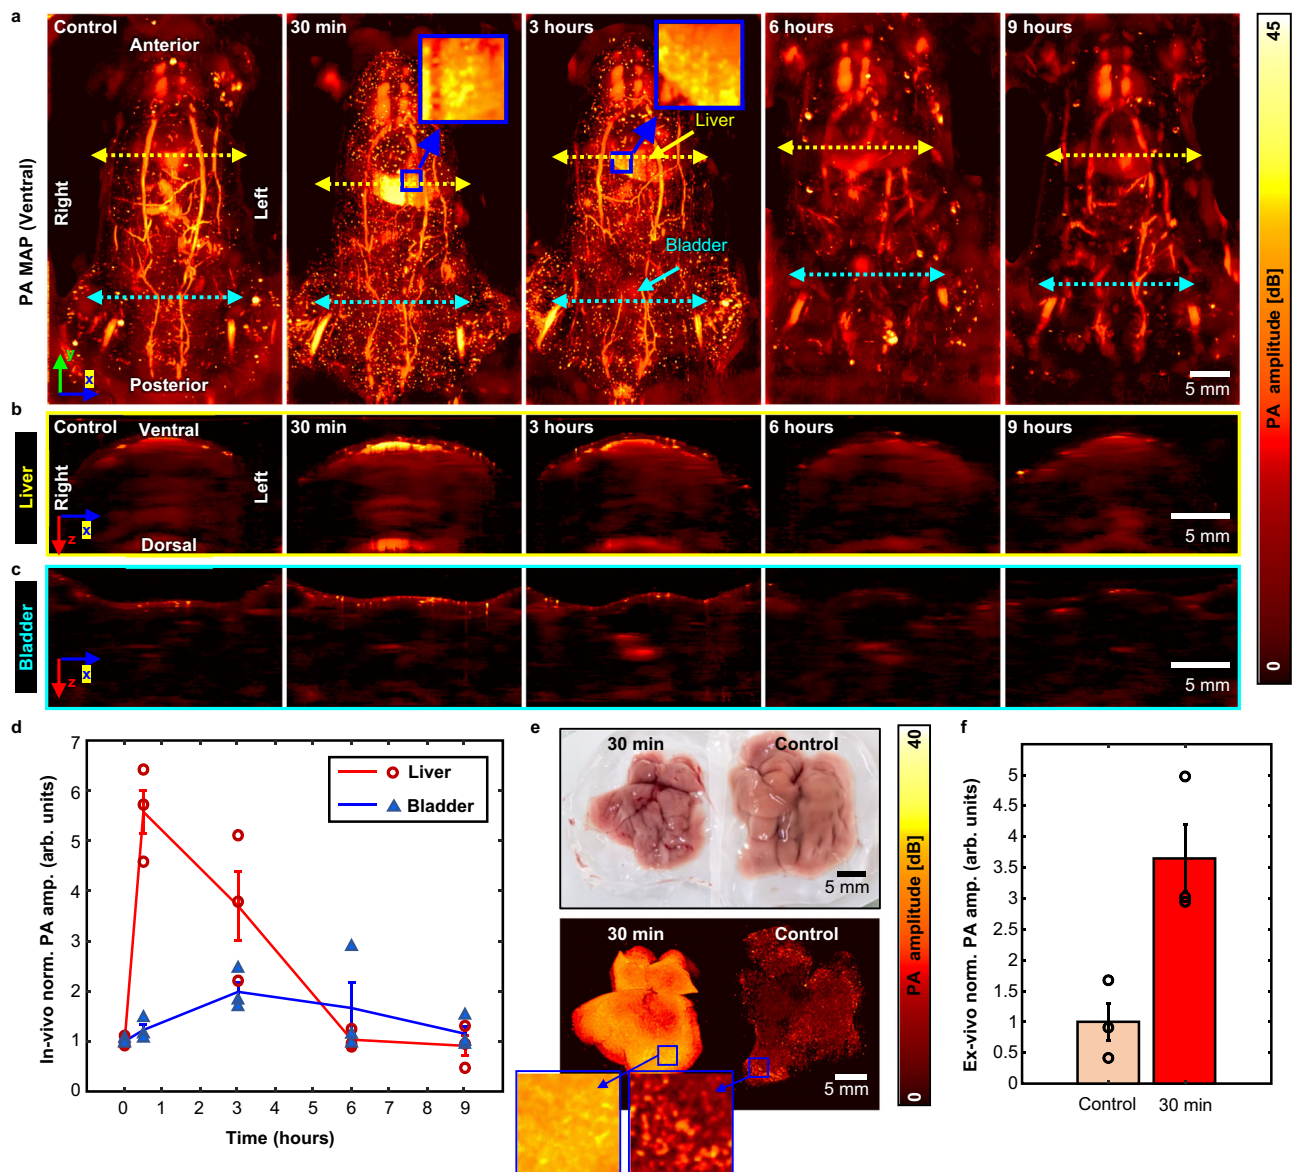 a
Control
30 min
3 hours
6 hours
9 hours
Anterior
Liver
Right
Left
Bladder
Posterior
y
x
5 mm
PA MAP (Ventral)
45
PA amplitude [dB]
0
b
Control
Ventral
30 min
3 hours
6 hours
9 hours
Liver
Right
Left
x
z
Dorsal
5 mm
c
Bladder
x
z
5 mm
d
7
6
5
4
3
2
1
0
In-vivo norm. PA amp. (arb. units)
Liver
Bladder
0 1 2 3 4 5 6 7 8 9
Time (hours)
e
30 min
Control
5 mm
30 min
Control
5 mm
40
PA amplitude [dB]
0
f
5
4.5
4
3.5
3
2.5
2
1.5
1
0.5
0
Ex-vivo norm. PA amp. (arb. units)
Control
30 min